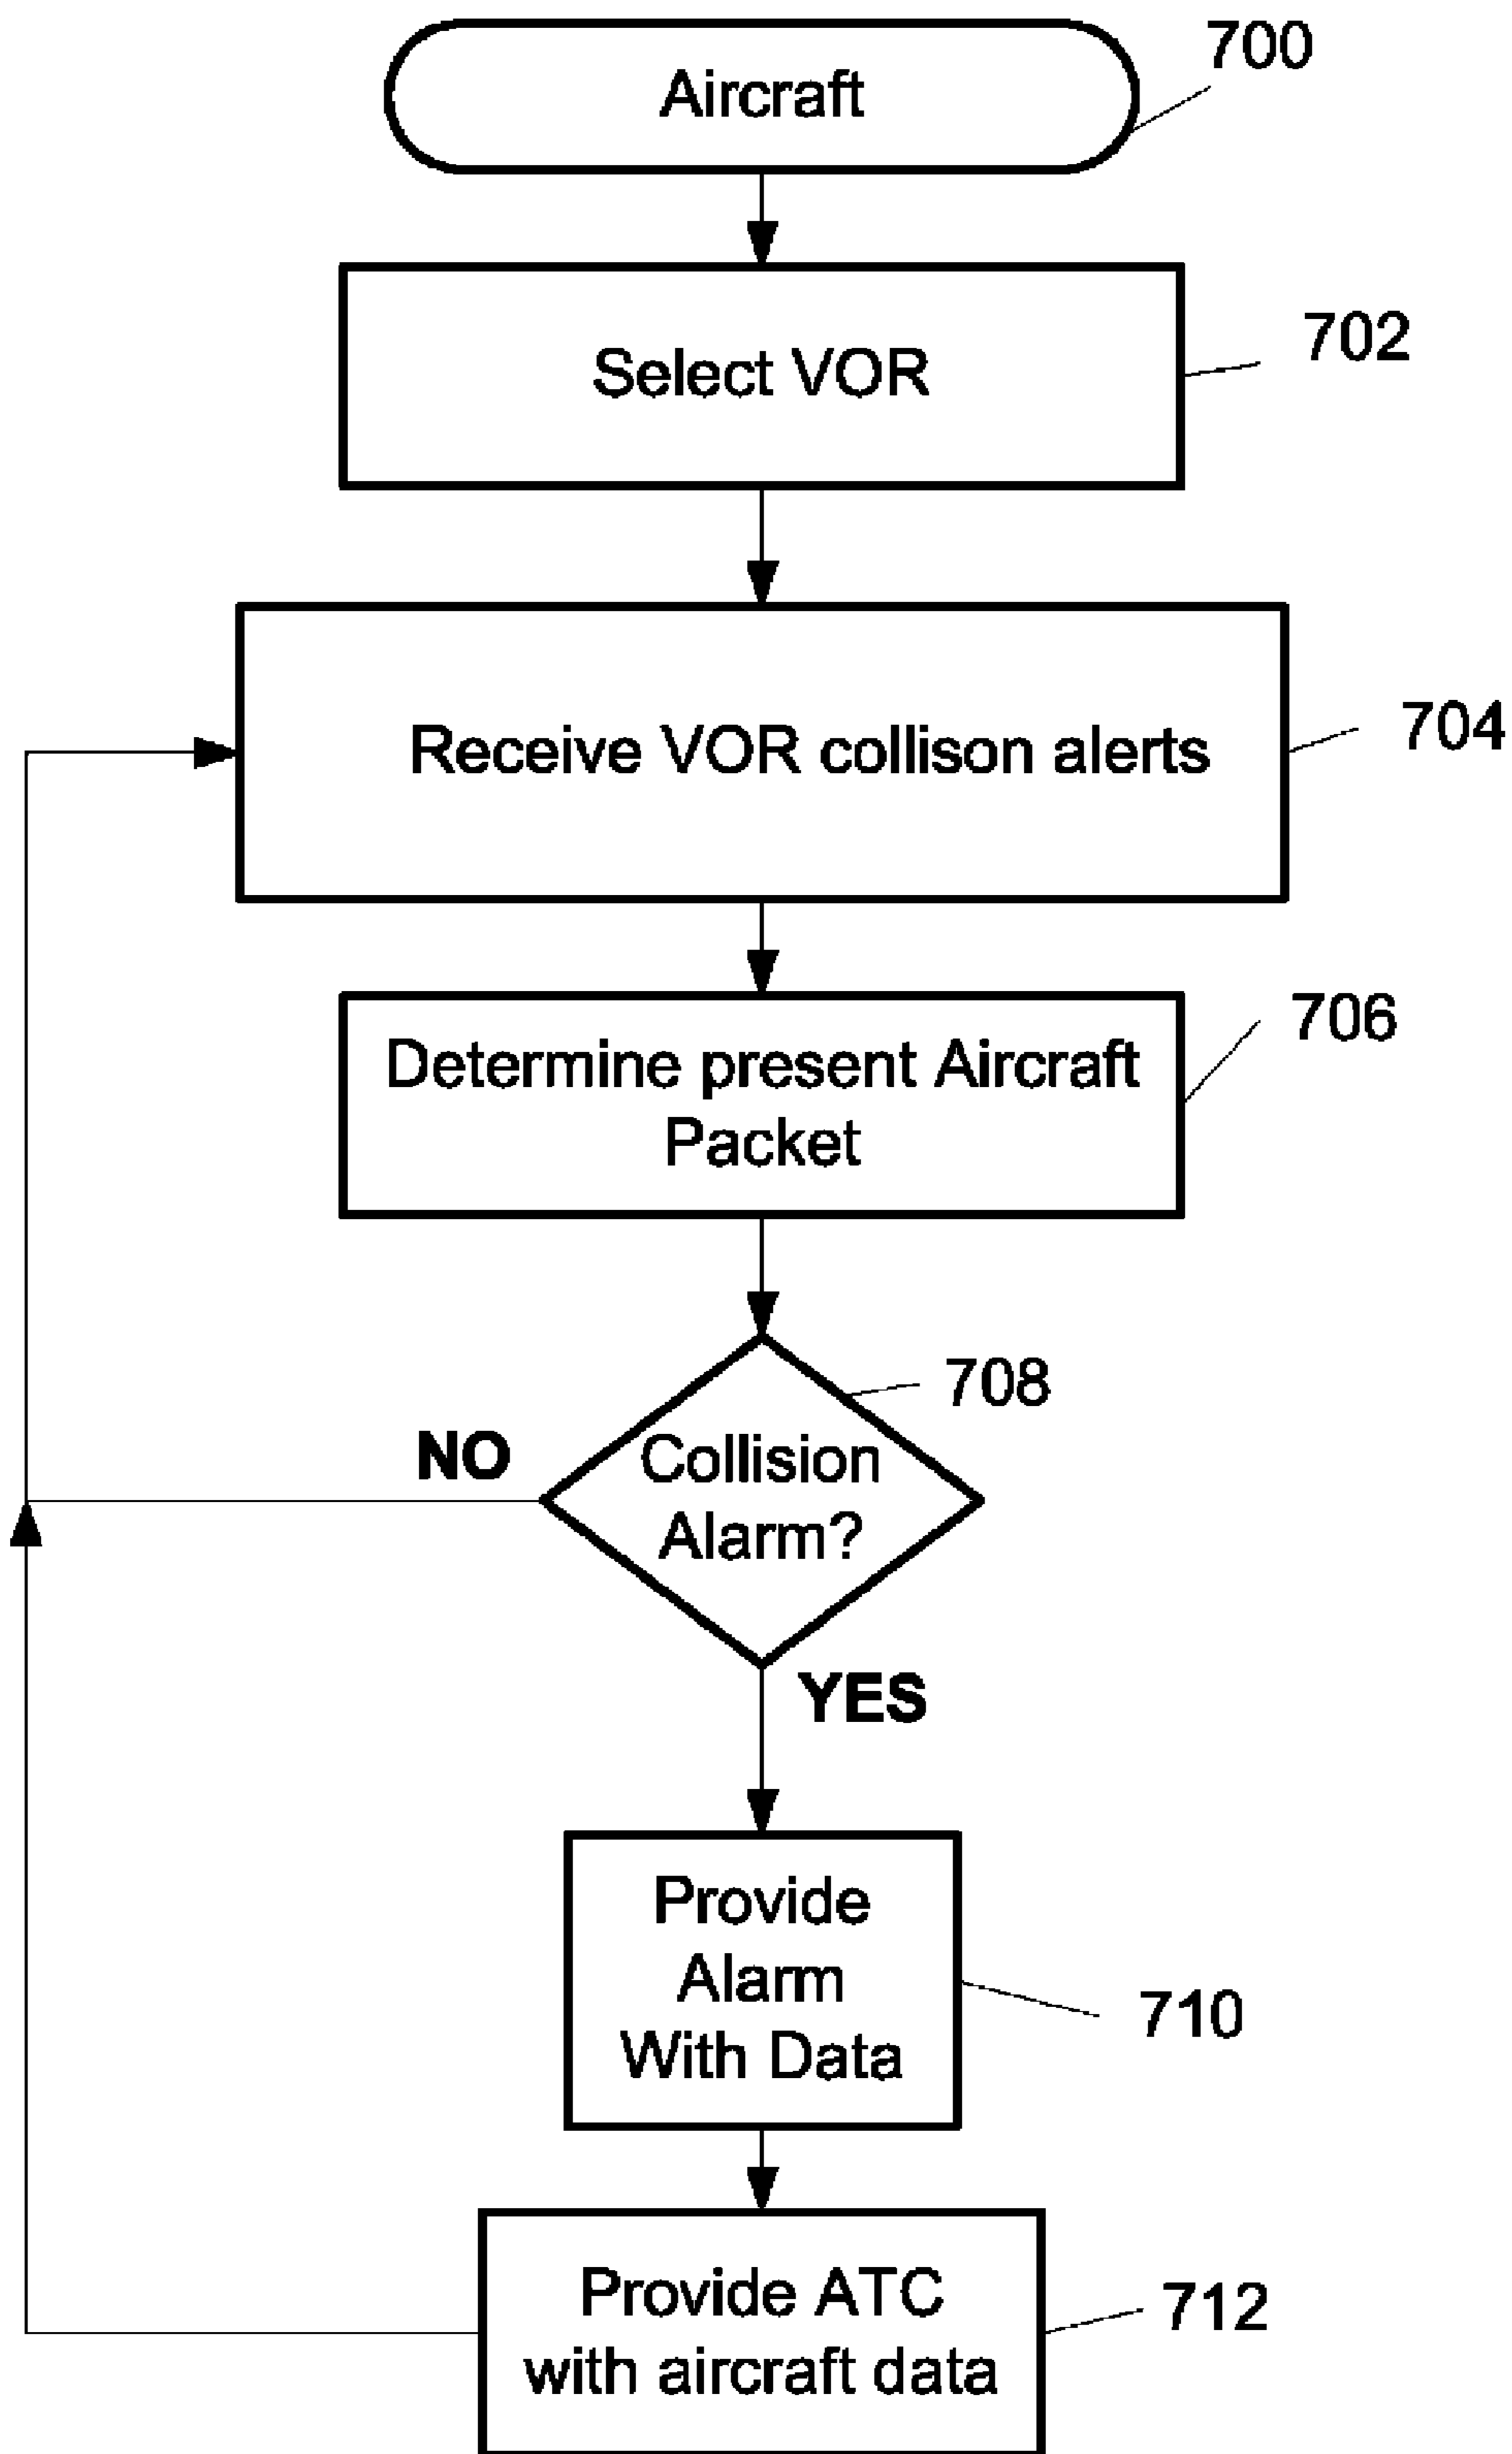 Aircraft
700
Select VOR
702
Receive VOR collison alerts
704
Determine present Aircraft
Packet
706
708
Collision
Alarm?
NO
YES
Provide
Alarm
With Data
710
Provide ATC
with aircraft data
712